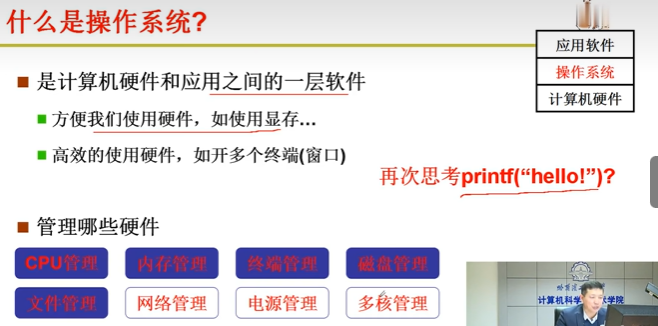 什么是操作系统?
应用软件
操作系统
计算机硬件
是计算机硬件和应用之间的一层软件
方便我们使用硬件，如使用显存...
高效的使用硬件，如开多个终端(窗口)
再次思考printf(“hello!”)?
管理哪些硬件
CPU管理
内存管理
终端管理
磁盘管理
文件管理
网络管理
电源管理
多核管理
计算机科学
术学院